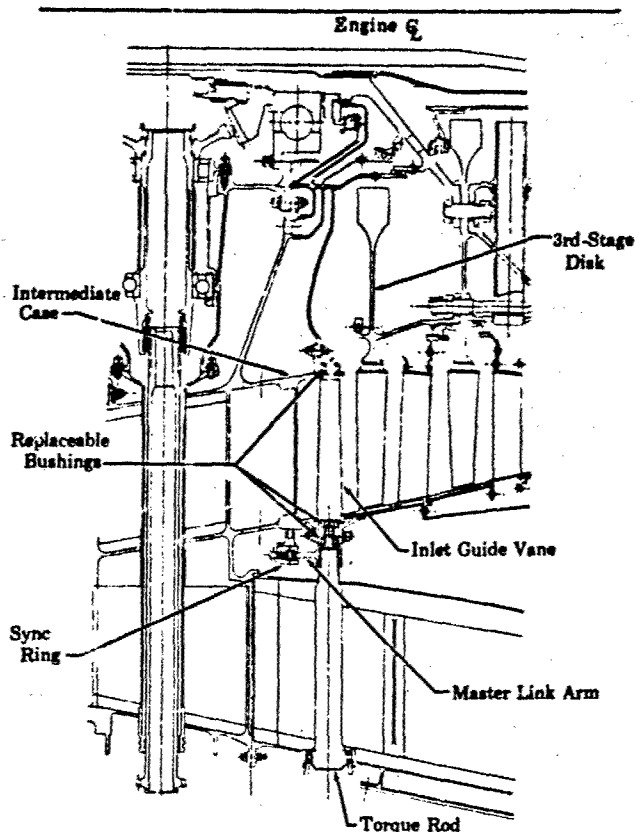 Engine ℄
3rd-Stage
Disk
Intermediate
Case
Replaceable
Bushings
Inlet Guide Vane
Sync
Ring
Master Link Arm
Torque Rod